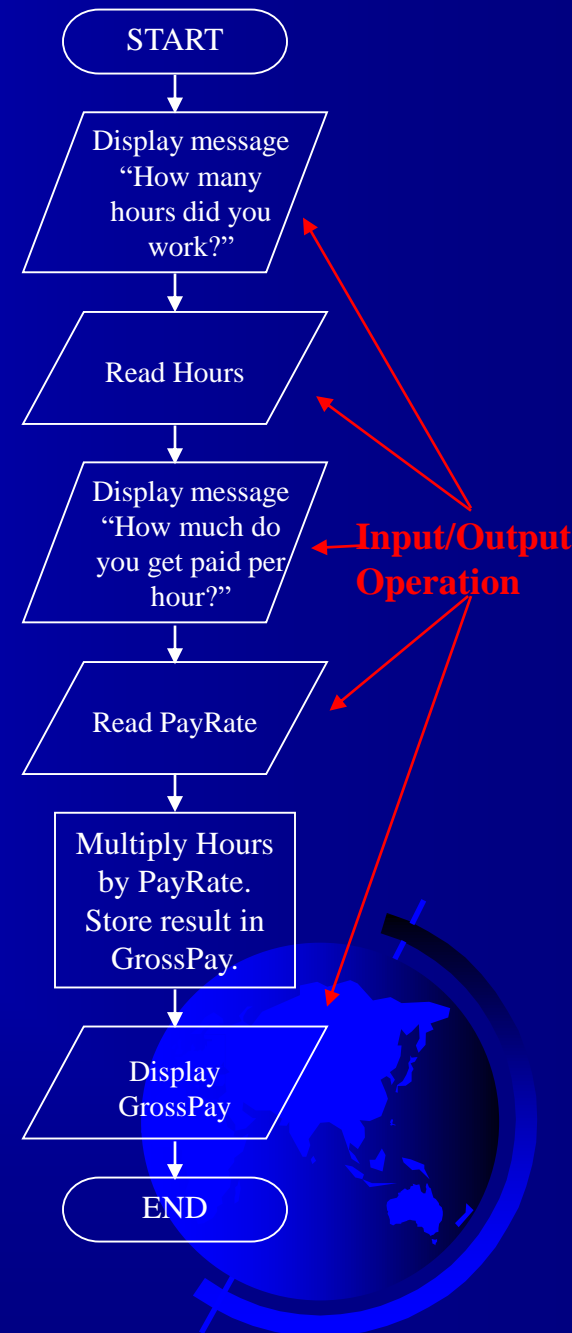 START
Display message
“How many
hours did you
work?”
Read Hours
Display message
“How much do
you get paid per
hour?”
Input/Output
Operation
Read PayRate
Multiply Hours
by PayRate.
Store result in
GrossPay.
Display
GrossPay
END